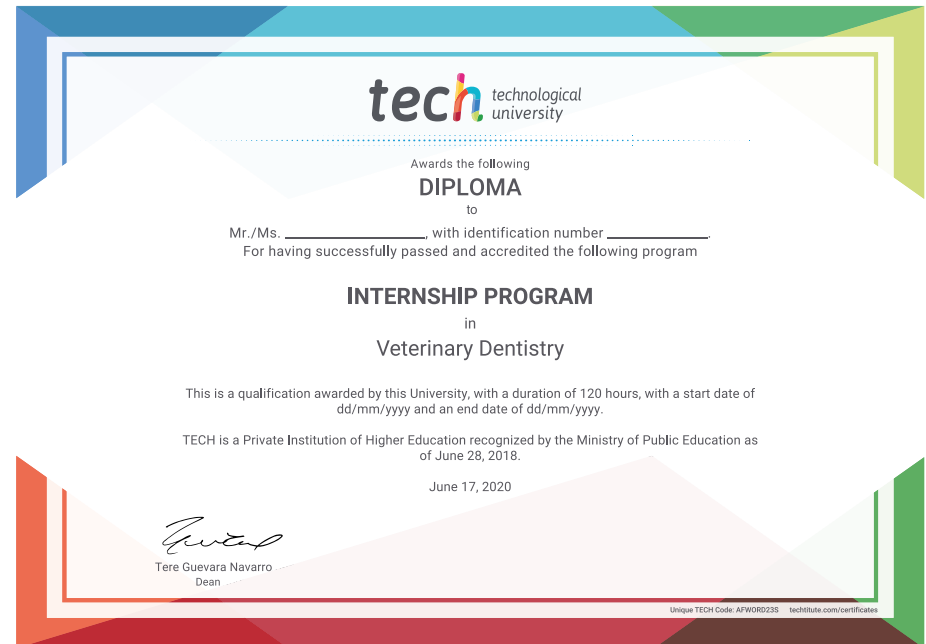 tech technological
university
Awards the following
DIPLOMA
to
Mr./Ms. ____________________, with identification number ______________.
For having successfully passed and accredited the following program
INTERNSHIP PROGRAM
in
Veterinary Dentistry
This is a qualification awarded by this University, with a duration of 120 hours, with a start date of
dd/mm/yyyy and an end date of dd/mm/yyyy.
TECH is a Private Institution of Higher Education recognized by the Ministry of Public Education as
of June 28, 2018.
June 17, 2020
Tere Guevara Navarro
Dean
Unique TECH Code: AFWORD23S techtitute.com/certificates